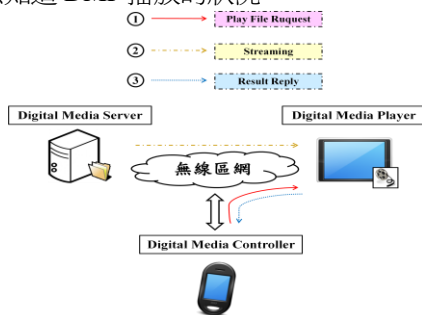 ① Play File Ruquest
② Streaming
③ Result Reply
Digital Media Server
Digital Media Player
無線區網
Digital Media Controller